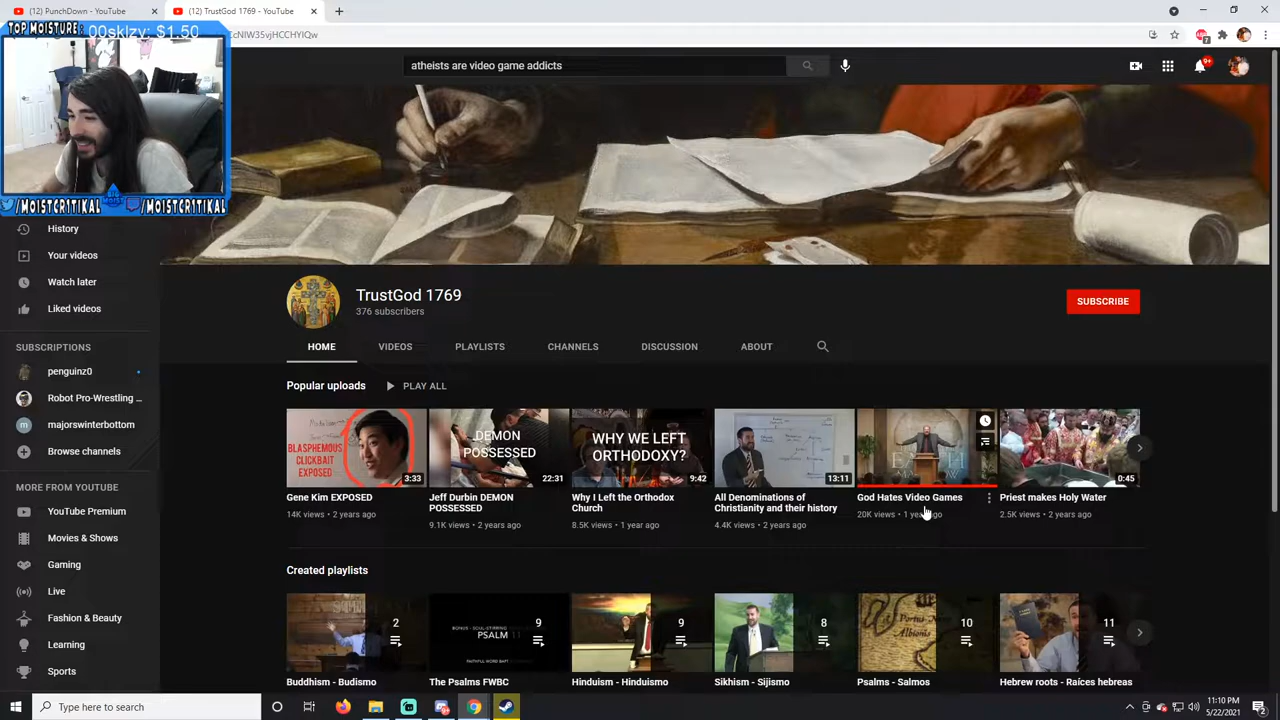 (12) PunchDown - YouTube
(12) TrustGod 1769 - YouTube
TOP MOISTURE
00sklzy: $1.50
CNIW35vjHCCHYIQw
atheists are video game addicts
9+
/MOISTCR1TIKAL
/MOISTCR1TIKAL
History
Your videos
Watch later
Liked videos
SUBSCRIPTIONS
penguinz0
Robot Pro-Wrestling ...
majorswinterbottom
Browse channels
MORE FROM YOUTUBE
YouTube Premium
Movies & Shows
Gaming
Live
Fashion & Beauty
Learning
Sports
TrustGod 1769
376 subscribers
SUBSCRIBE
HOME VIDEOS PLAYLISTS CHANNELS DISCUSSION ABOUT
Popular uploads
PLAY ALL
BLASPHEMOUS
CLICKBAIT
EXPOSED
3:33
Gene Kim EXPOSED
14K views • 2 years ago
DEMON
POSSESSED
22:31
Jeff Durbin DEMON
POSSESSED
9.1K views • 2 years ago
WHY WE LEFT
ORTHODOXY?
9:42
Why I Left the Orthodox
Church
8.5K views • 1 year ago
13:11
All Denominations of
Christianity and their history
4.4K views • 2 years ago
God Hates Video Games
20K views • 1 year ago
0:45
Priest makes Holy Water
2.5K views • 2 years ago
Created playlists
2
Buddhism - Budismo
PSALM
9
The Psalms FWBC
9
Hinduism - Hinduismo
8
Sikhism - Sijismo
10
Psalms - Salmos
11
Hebrew roots - Raíces hebreas
Type here to search
11:10 PM
5/22/2021
2